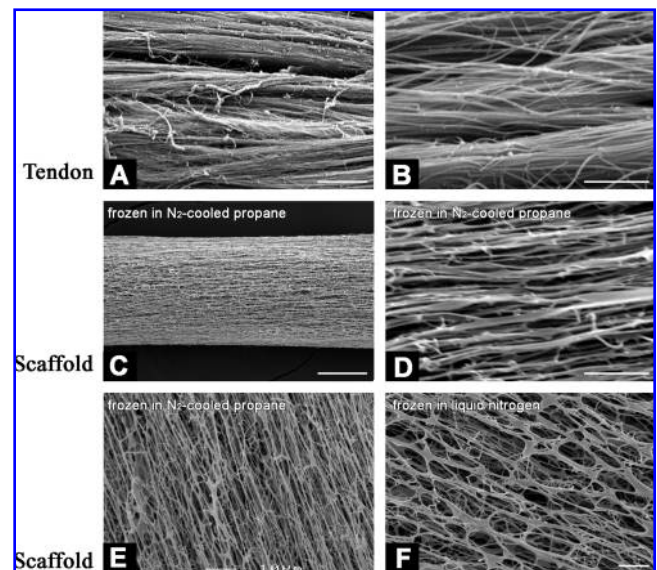 Tendon
A
B
frozen in N₂-cooled propane
frozen in N₂-cooled propane
Scaffold
C
D
frozen in N₂-cooled propane
frozen in liquid nitrogen
Scaffold
E
F